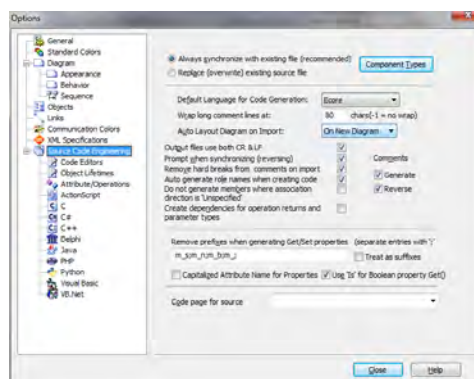 Options
General
Standard Colors
Diagram
Appearance
Behavior
Sequence
Objects
Links
Communication Colors
XML Specifications
Source Code Engineering
Code Editors
Object Lifetimes
Attribute/Operations
ActionScript
C
C#
C++
Delphi
Java
PHP
Python
Visual Basic
VB.Net
Always synchronize with existing file (recommended)
Replace (overwrite) existing source file
Component Types
Default Language for Code Generation: Ecore
Wrap long comment lines at: 80 chars(-1 = no wrap)
Auto Layout Diagram on Import: On New Diagram
Output files use both CR & LF
Prompt when synchronizing (reversing)
Remove hard breaks from comments on import
Auto generate role names when creating code
Do not generate members where association
direction is 'Unspecified'
Create dependencies for operation returns and
parameter types
Comments
Generate
Reverse
Remove prefixes when generating Get/Set properties (separate entries with ';')
Treat as suffixes
Capitalized Attribute Name for Properties Use 'Is' for Boolean property Get()
Code page for source
Close Help